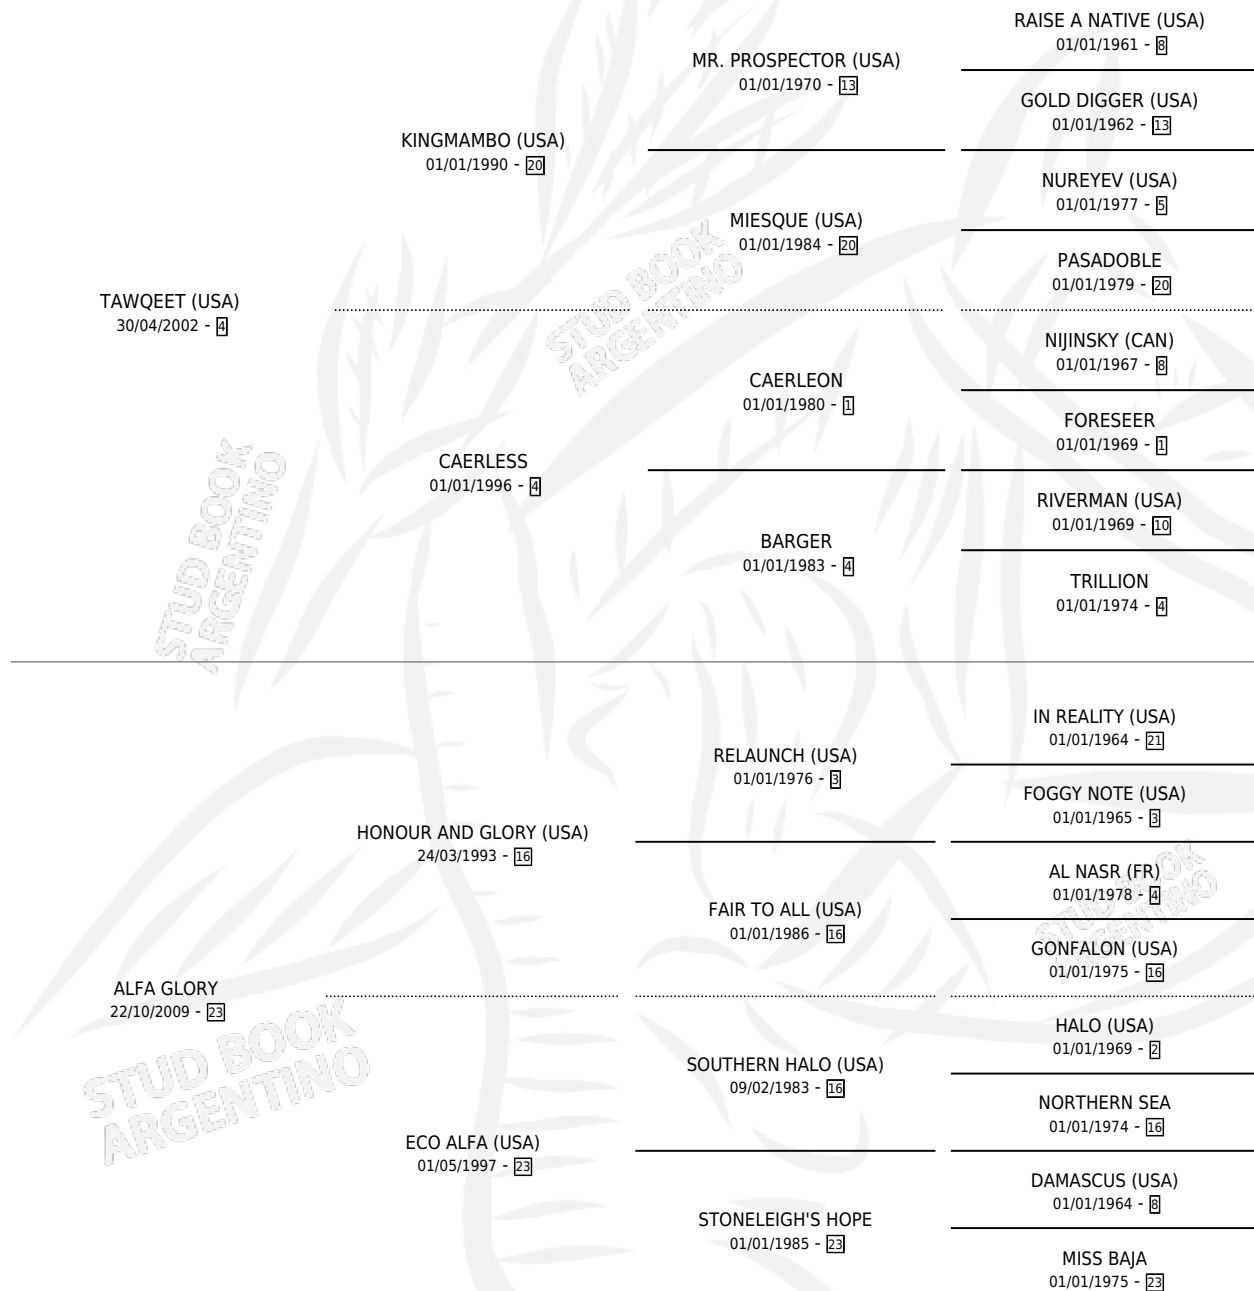 RAISE A NATIVE (USA)
01/01/1961 - 8
MR. PROSPECTOR (USA)
01/01/1970 - 13
GOLD DIGGER (USA)
01/01/1962 - 13
KINGMAMBO (USA)
01/01/1990 - 20
NUREYEV (USA)
01/01/1977 - 5
MIESQUE (USA)
01/01/1984 - 20
PASADOBLE
01/01/1979 - 20
TAWQEET (USA)
30/04/2002 - 4
NIJINSKY (CAN)
01/01/1967 - 8
CAERLEON
01/01/1980 - 1
FORESEER
01/01/1969 - 1
CAERLESS
01/01/1996 - 4
RIVERMAN (USA)
01/01/1969 - 10
BARGER
01/01/1983 - 4
TRILLION
01/01/1974 - 4
IN REALITY (USA)
01/01/1964 - 21
RELAUNCH (USA)
01/01/1976 - 3
FOGGY NOTE (USA)
01/01/1965 - 3
HONOUR AND GLORY (USA)
24/03/1993 - 16
AL NASR (FR)
01/01/1978 - 4
FAIR TO ALL (USA)
01/01/1986 - 16
GONFALON (USA)
01/01/1975 - 16
ALFA GLORY
22/10/2009 - 23
HALO (USA)
01/01/1969 - 2
SOUTHERN HALO (USA)
09/02/1983 - 16
NORTHERN SEA
01/01/1974 - 16
ECO ALFA (USA)
01/05/1997 - 23
DAMASCUS (USA)
01/01/1964 - 8
STONELEIGH'S HOPE
01/01/1985 - 23
MISS BAJA
01/01/1975 - 23
STUD BOOK
ARGENTINO
STUD BOOK
ARGENTINO
STUD BOOK
ARGENTINO
STUD BOOK
ARGENTINO